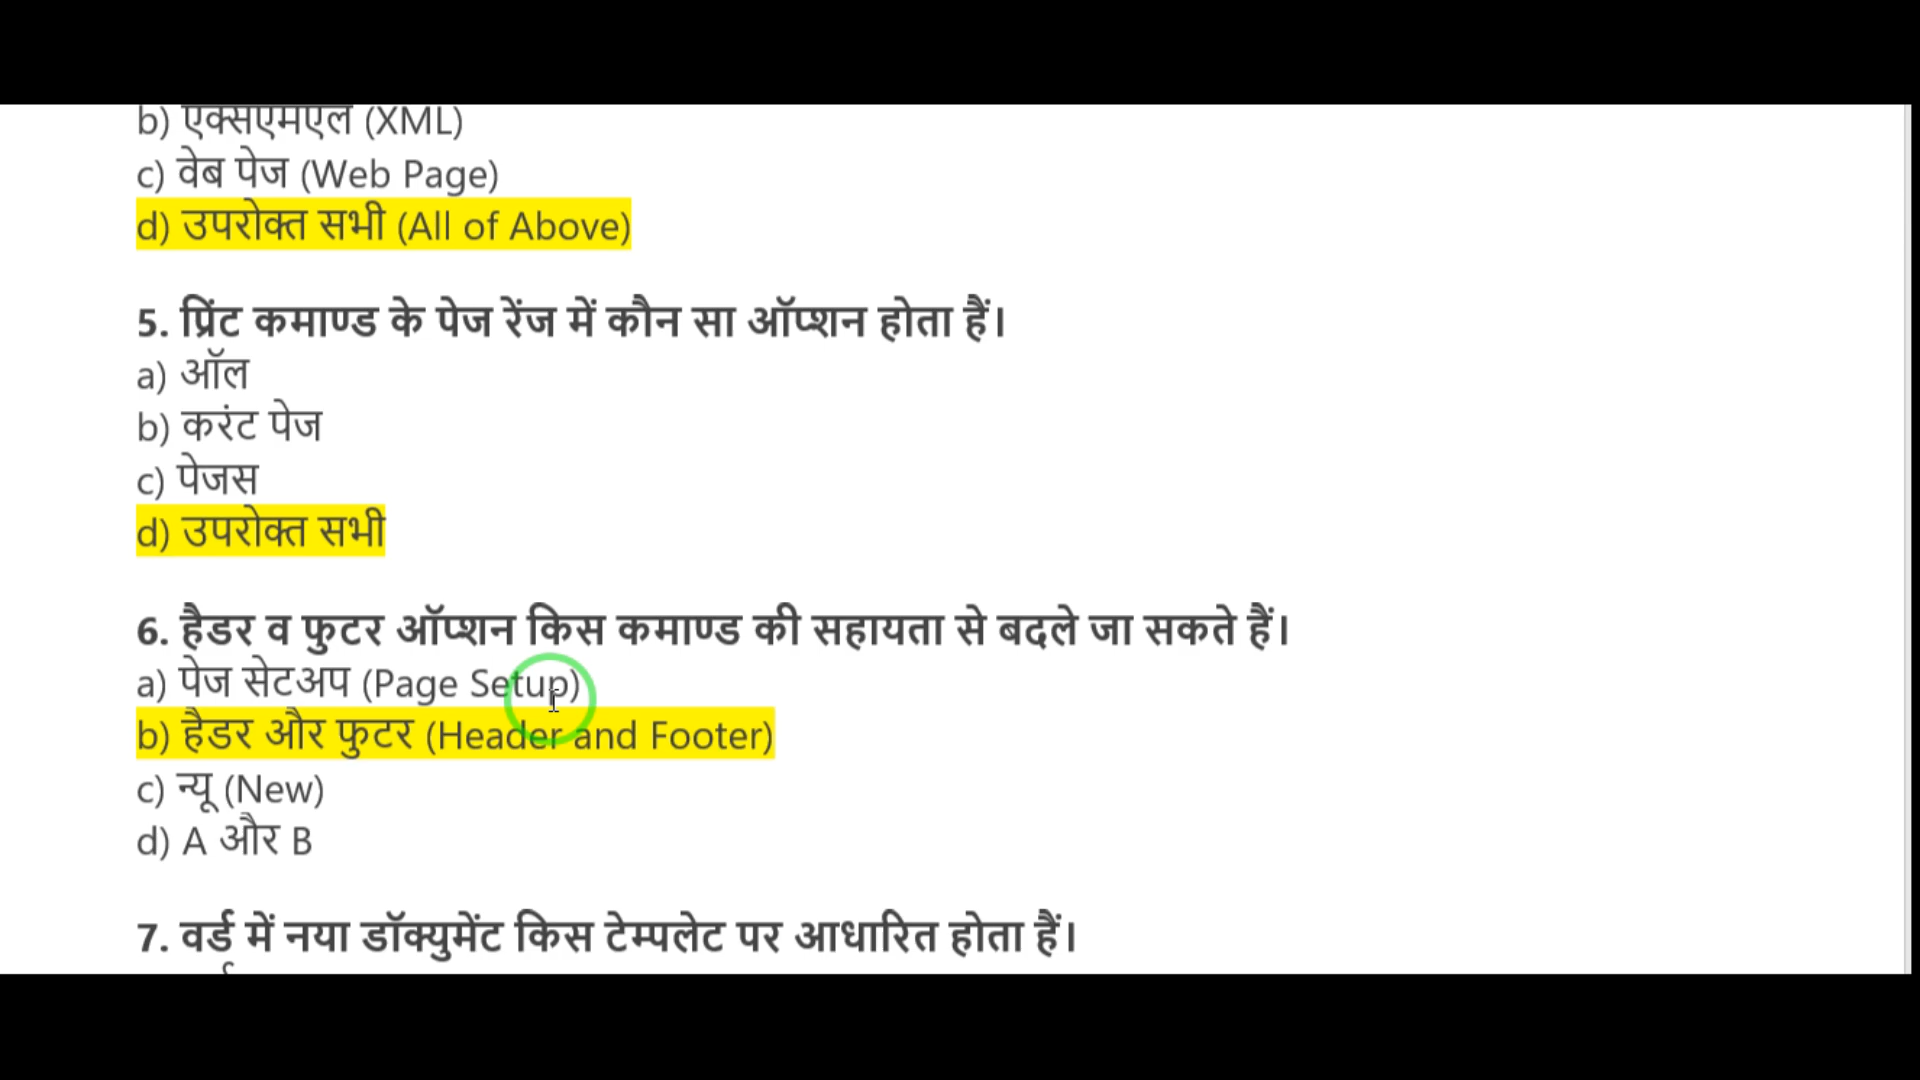 b) एक्सएमएल (XML)
c) वेब पेज (Web Page)
d) उपरोक्त सभी (All of Above)
5. प्रिंट कमाण्ड के पेज रेंज में कौन सा ऑप्शन होता हैं।
a) ऑल
b) करंट पेज
c) पेजस
d) उपरोक्त सभी
6. हैडर व फुटर ऑप्शन किस कमाण्ड की सहायता से बदले जा सकते हैं।
a) पेज सेटअप (Page Setup)
b) हैडर और फुटर (Header and Footer)
c) न्यू (New)
d) A और B
7. वर्ड में नया डॉक्युमेंट किस टेम्पलेट पर आधारित होता हैं।